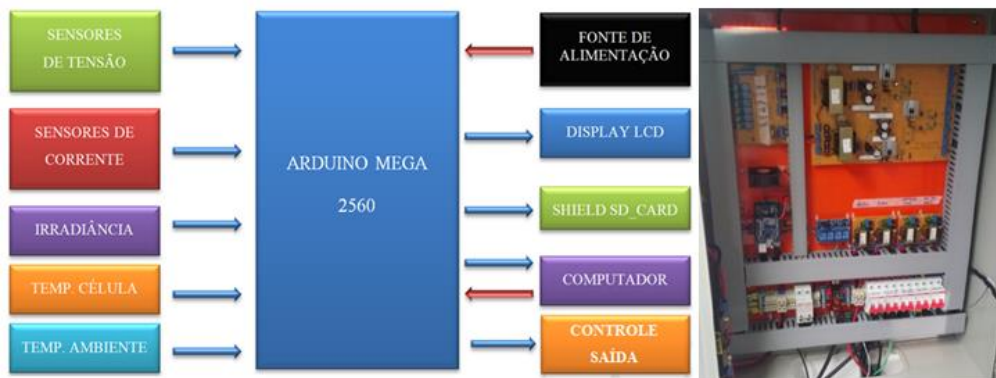 SENSORES
DE TENSÃO
SENSORES DE
CORRENTE
IRRADIÂNCIA
TEMP. CÉLULA
TEMP. AMBIENTE
ARDUINO MEGA
2560
FONTE DE
ALIMENTAÇÃO
DISPLAY LCD
SHIELD SD_CARD
COMPUTADOR
CONTROLE
SAÍDA